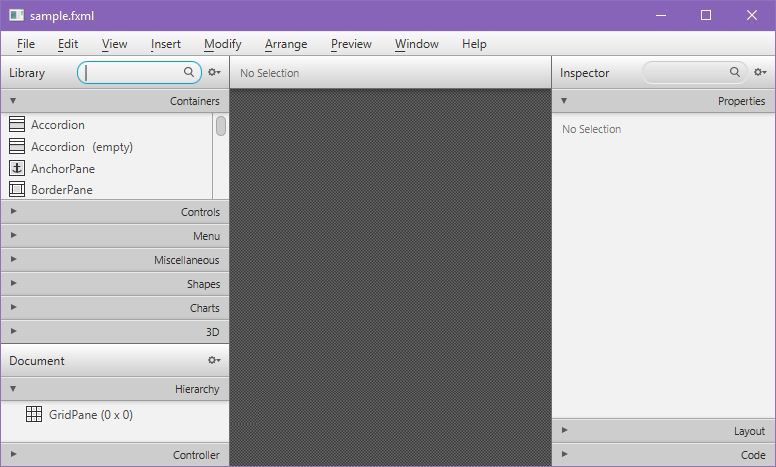 sample.fxml
File Edit View Insert Modify Arrange Preview Window Help
Library
No Selection
Inspector
Containers
Accordion
Accordion (empty)
AnchorPane
BorderPane
Controls
Menu
Miscellaneous
Shapes
Charts
3D
Document
Hierarchy
GridPane (0 x 0)
Controller
Properties
No Selection
Layout
Code